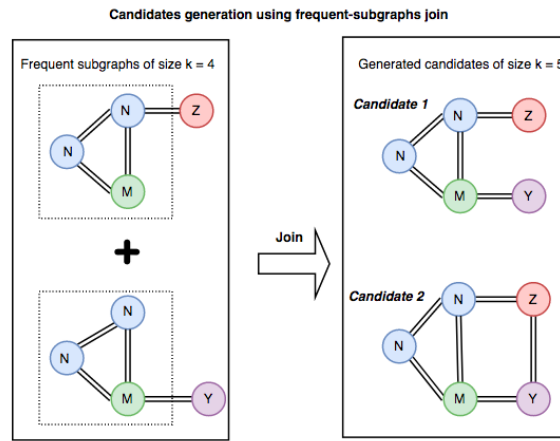 Candidates generation using frequent-subgraphs join
Frequent subgraphs of size k = 4
N
Z
N
M
+
N
N
M
Y
Join
Generated candidates of size k = 5
Candidate 1
N
Z
N
M
Y
Candidate 2
N
Z
N
M
Y